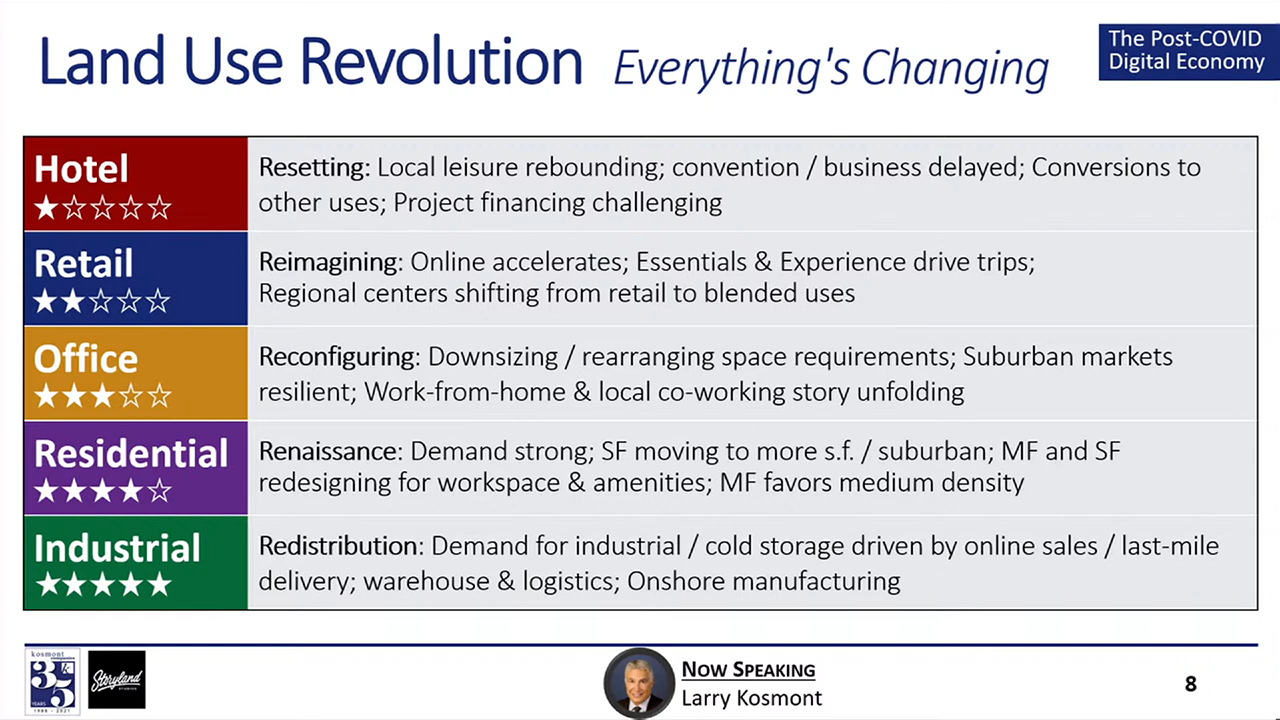 Land Use Revolution Everything's Changing
The Post-COVID
Digital Economy
Hotel
★☆☆☆☆
Resetting: Local leisure rebounding; convention / business delayed; Conversions to
other uses; Project financing challenging
Retail
★★☆☆☆
Reimagining: Online accelerates; Essentials & Experience drive trips;
Regional centers shifting from retail to blended uses
Office
★★★☆☆
Reconfiguring: Downsizing / rearranging space requirements; Suburban markets
resilient; Work-from-home & local co-working story unfolding
Residential
★★★★☆
Renaissance: Demand strong; SF moving to more s.f. / suburban; MF and SF
redesigning for workspace & amenities; MF favors medium density
Industrial
★★★★★
Redistribution: Demand for industrial / cold storage driven by online sales / last-mile
delivery; warehouse & logistics; Onshore manufacturing
kosmont
companies
35
YEARS
1986 - 2021
Storyland
STUDIOS
NOW SPEAKING
Larry Kosmont
8